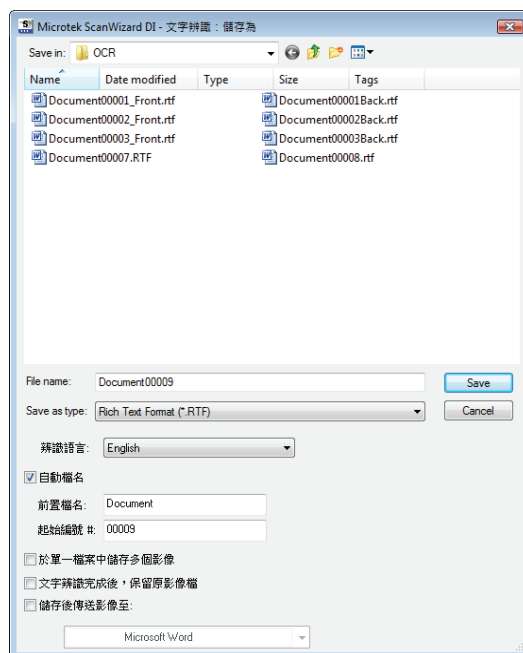 Microtek ScanWizard DI - 文字辨識：儲存為
Save in: OCR
Name Date modified Type Size Tags
Document00001_Front.rtf Document00001Back.rtf
Document00002_Front.rtf Document00002Back.rtf
Document00003_Front.rtf Document00003Back.rtf
Document00007.RTF Document00008.rtf
File name: Document00009 Save
Save as type: Rich Text Format (*.RTF) Cancel
辨識語言: English
自動檔名
前置檔名: Document
起始編號 #: 00009
於單一檔案中儲存多個影像
文字辨識完成後，保留原影像檔
儲存後傳送影像至:
Microsoft Word